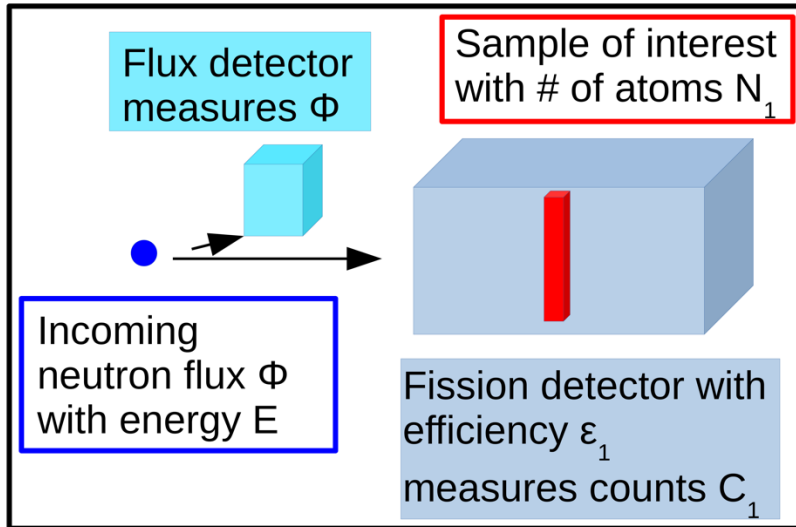 Flux detector
measures Φ
Sample of interest
with # of atoms N₁
Incoming
neutron flux Φ
with energy E
Fission detector with
efficiency ε₁
measures counts C₁